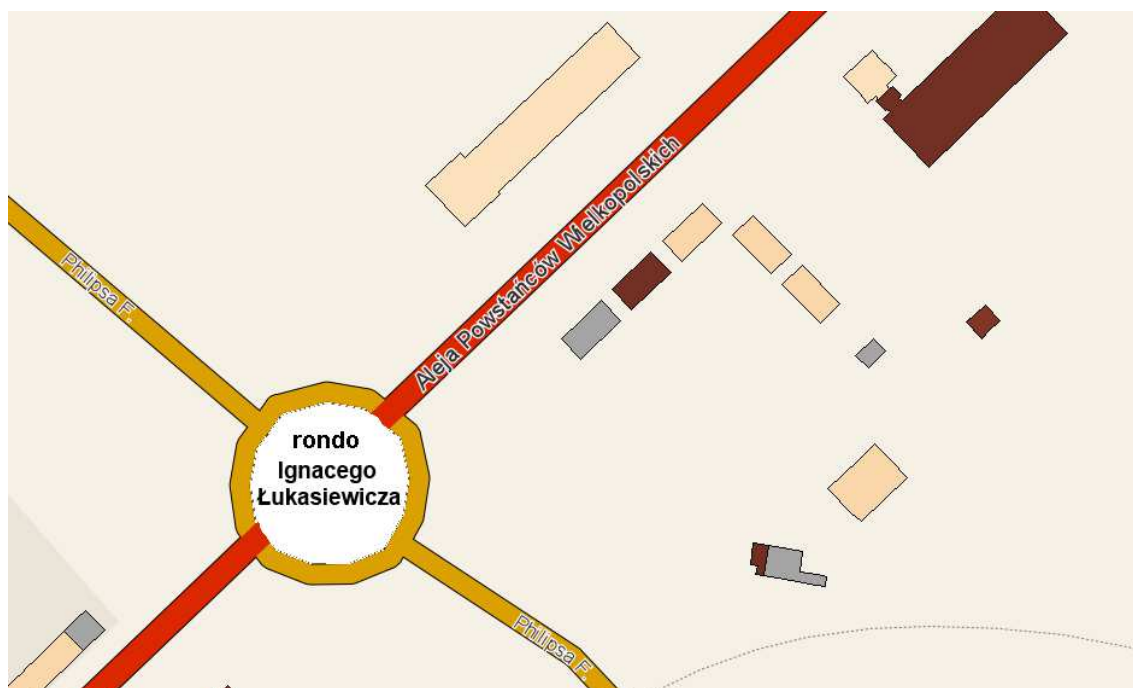 Aleja Powstańców Wielkopolskich
Philipsa F.
rondo
Ignacego
Łukasiewicza
Philipsa F.